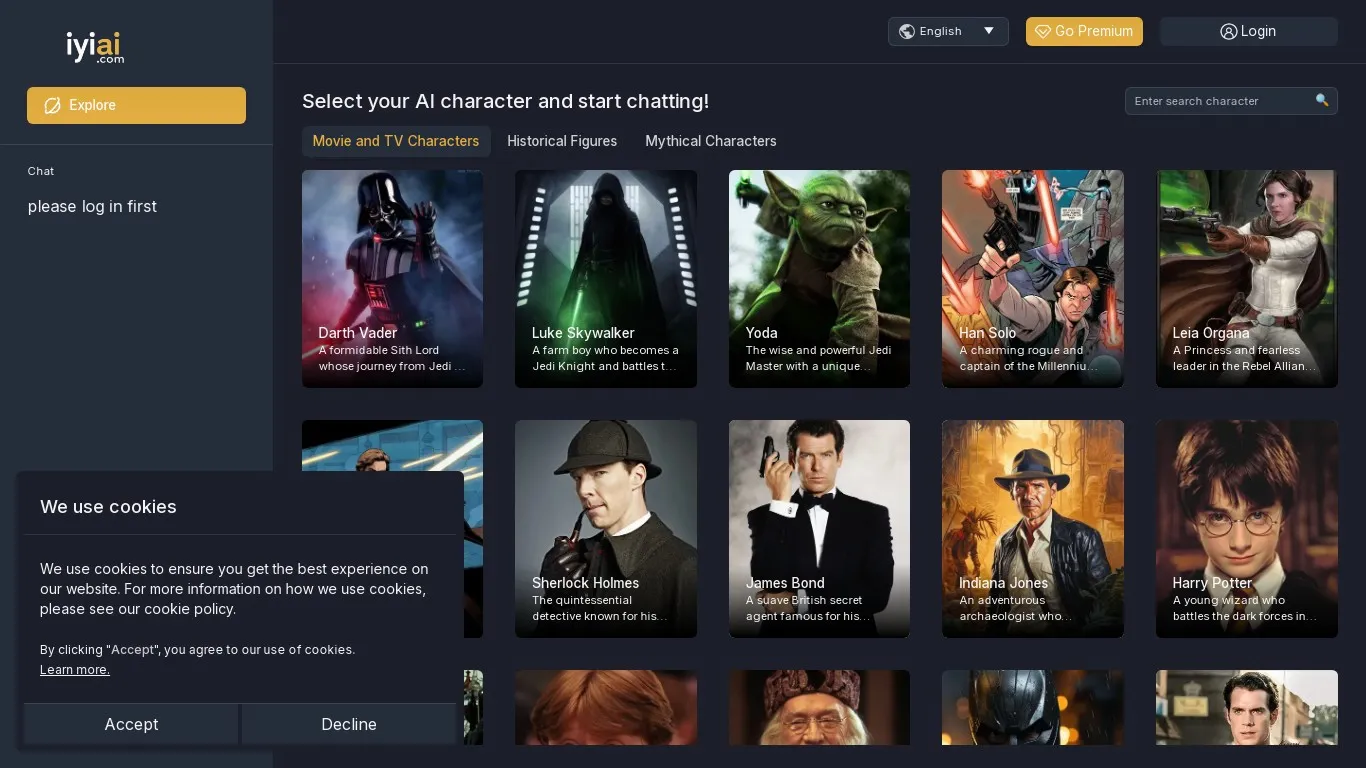 iyiai
.com
English
Go Premium
Login
Explore
Chat
please log in first
Select your AI character and start chatting!
Enter search character
Movie and TV Characters
Historical Figures
Mythical Characters
Darth Vader
A formidable Sith Lord
whose journey from Jedi ...
Luke Skywalker
A farm boy who becomes a
Jedi Knight and battles t...
Yoda
The wise and powerful Jedi
Master with a unique...
Han Solo
A charming rogue and
captain of the Millenniu...
Leia Organa
A Princess and fearless
leader in the Rebel Allian...
Sherlock Holmes
The quintessential
detective known for his...
James Bond
A suave British secret
agent famous for his...
Indiana Jones
An adventurous
archaeologist who...
Harry Potter
A young wizard who
battles the dark forces in...
We use cookies
We use cookies to ensure you get the best experience on
our website. For more information on how we use cookies,
please see our cookie policy.
By clicking "Accept", you agree to our use of cookies.
Learn more.
Accept
Decline